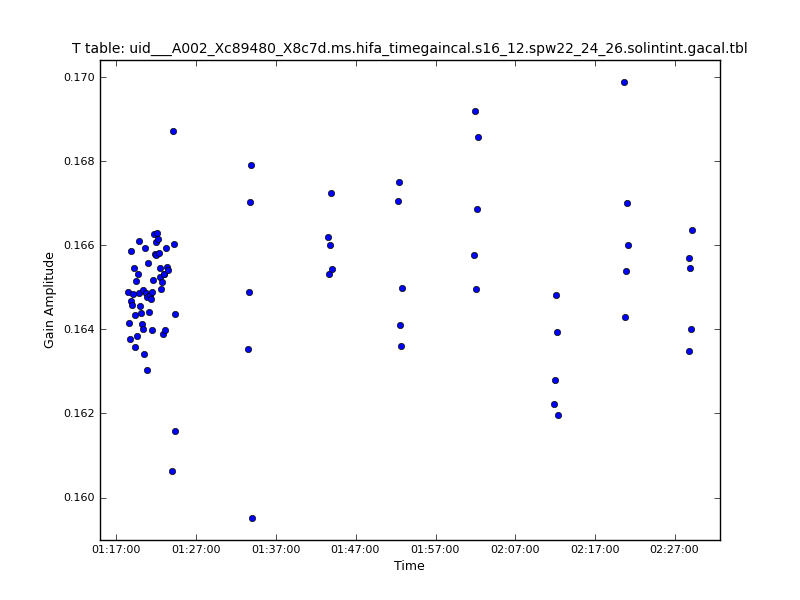 T table: uid___A002_Xc89480_X8c7d.ms.hifa_timegaincal.s16_12.spw22_24_26.solintint.gacal.tbl
0.170
0.168
0.166
0.164
0.162
0.160
Gain Amplitude
01:17:00 01:27:00 01:37:00 01:47:00 01:57:00 02:07:00 02:17:00 02:27:00
Time